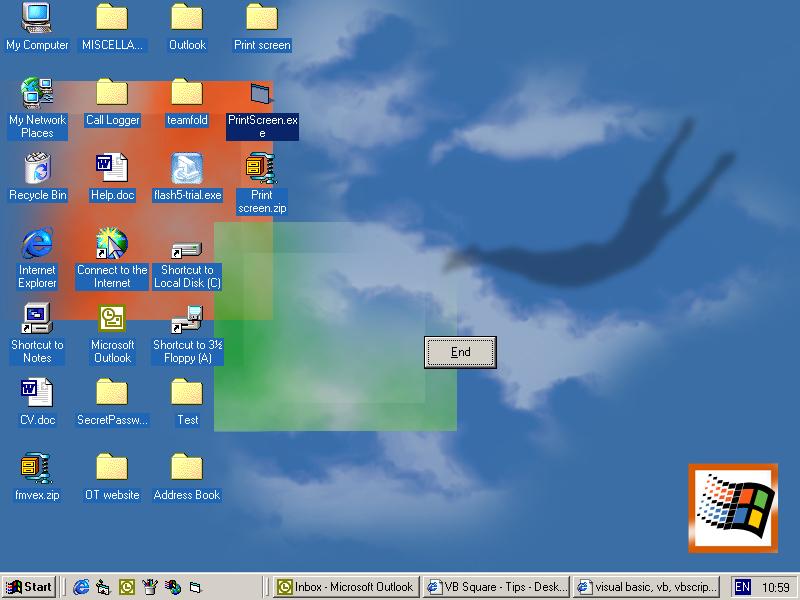 My Computer
MISCELLA...
Outlook
Print screen
My Network
Places
Call Logger
teamfold
PrintScreen.ex
e
Recycle Bin
Help.doc
flash5-trial.exe
Print
screen.zip
Internet
Explorer
Connect to the
Internet
Shortcut to
Local Disk (C)
Shortcut to
Notes
Microsoft
Outlook
Shortcut to 3½
Floppy (A)
End
CV.doc
SecretPassw...
Test
fmvex.zip
OT website
Address Book
Start
Inbox - Microsoft Outlook
VB Square - Tips - Desk...
visual basic, vb, vbscrip...
EN
10:59